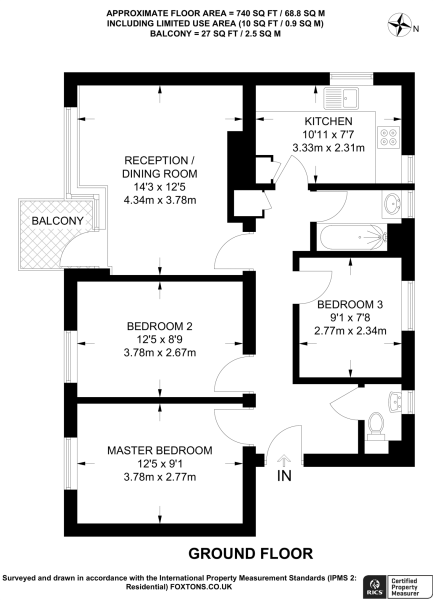 APPROXIMATE FLOOR AREA = 740 SQ FT / 68.8 SQ M
INCLUDING LIMITED USE AREA (10 SQ FT / 0.9 SQ M)
BALCONY = 27 SQ FT / 2.5 SQ M
N
KITCHEN
10'11 x 7'7
3.33m x 2.31m
RECEPTION /
DINING ROOM
14'3 x 12'5
4.34m x 3.78m
BALCONY
BEDROOM 3
9'1 x 7'8
2.77m x 2.34m
BEDROOM 2
12'5 x 8'9
3.78m x 2.67m
MASTER BEDROOM
12'5 x 9'1
3.78m x 2.77m
IN
GROUND FLOOR
Surveyed and drawn in accordance with the International Property Measurement Standards (IPMS 2:
Residential) FOXTONS.CO.UK
RICS
Certified
Property
Measurer